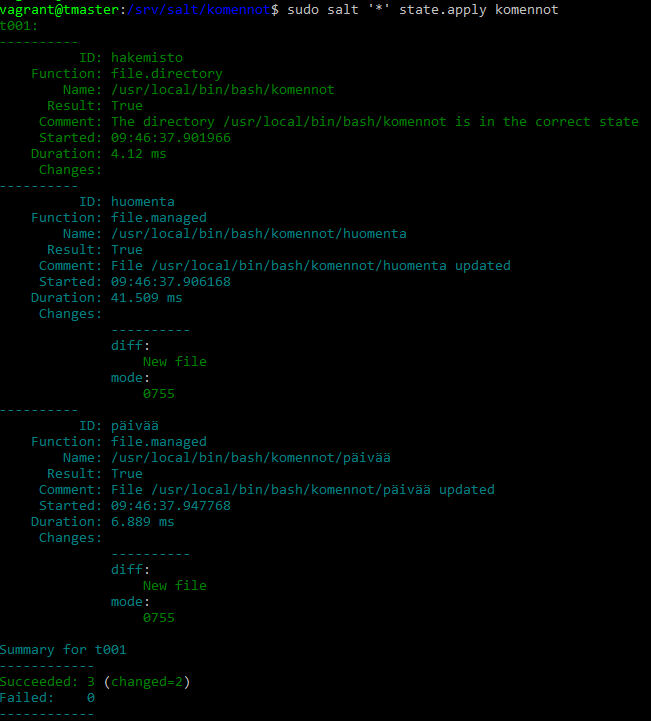 vagrant@tmaster:/srv/salt/komennot$ sudo salt '*' state.apply komennot
t001:
----------
          ID: hakemisto
    Function: file.directory
        Name: /usr/local/bin/bash/komennot
      Result: True
     Comment: The directory /usr/local/bin/bash/komennot is in the correct state
     Started: 09:46:37.901966
    Duration: 4.12 ms
     Changes:
----------
          ID: huomenta
    Function: file.managed
        Name: /usr/local/bin/bash/komennot/huomenta
      Result: True
     Comment: File /usr/local/bin/bash/komennot/huomenta updated
     Started: 09:46:37.906168
    Duration: 41.509 ms
     Changes:
              ----------
              diff:
                  New file
              mode:
                  0755
----------
          ID: päivää
    Function: file.managed
        Name: /usr/local/bin/bash/komennot/päivää
      Result: True
     Comment: File /usr/local/bin/bash/komennot/päivää updated
     Started: 09:46:37.947768
    Duration: 6.889 ms
     Changes:
              ----------
              diff:
                  New file
              mode:
                  0755

Summary for t001
------------
Succeeded: 3 (changed=2)
Failed:    0
------------